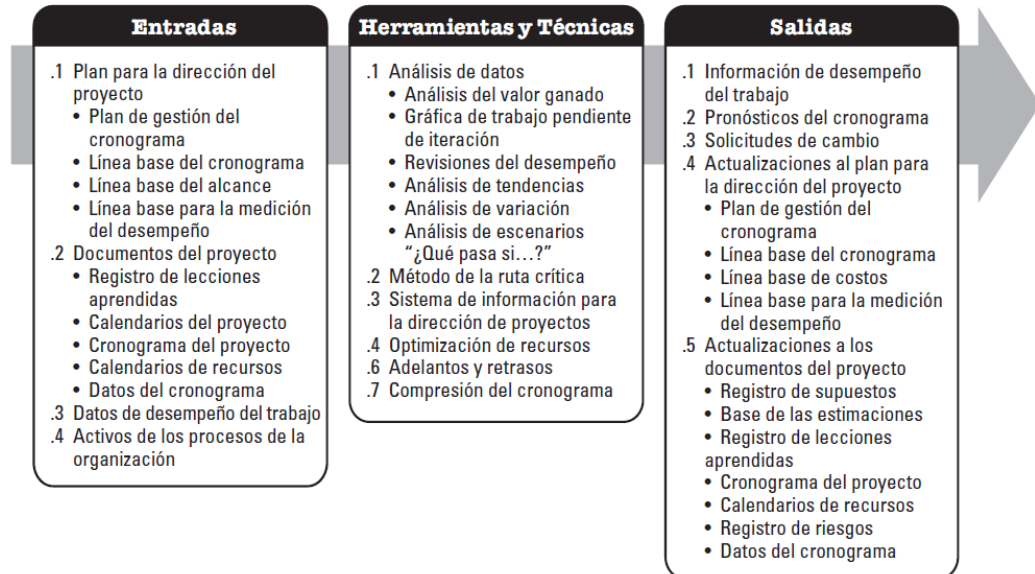 Entradas
.1 Plan para la dirección del
proyecto
• Plan de gestión del
cronograma
• Línea base del cronograma
• Línea base del alcance
• Línea base para la medición
del desempeño
.2 Documentos del proyecto
• Registro de lecciones
aprendidas
• Calendarios del proyecto
• Cronograma del proyecto
• Calendarios de recursos
• Datos del cronograma
.3 Datos de desempeño del trabajo
.4 Activos de los procesos de la
organización
Herramientas y Técnicas
.1 Análisis de datos
• Análisis del valor ganado
• Gráfica de trabajo pendiente
de iteración
• Revisiones del desempeño
• Análisis de tendencias
• Análisis de variación
• Análisis de escenarios
“¿Qué pasa si…?”
.2 Método de la ruta crítica
.3 Sistema de información para
la dirección de proyectos
.4 Optimización de recursos
.6 Adelantos y retrasos
.7 Compresión del cronograma
Salidas
.1 Información de desempeño
del trabajo
.2 Pronósticos del cronograma
.3 Solicitudes de cambio
.4 Actualizaciones al plan para
la dirección del proyecto
• Plan de gestión del
cronograma
• Línea base del cronograma
• Línea base de costos
• Línea base para la medición
del desempeño
.5 Actualizaciones a los
documentos del proyecto
• Registro de supuestos
• Base de las estimaciones
• Registro de lecciones
aprendidas
• Cronograma del proyecto
• Calendarios de recursos
• Registro de riesgos
• Datos del cronograma